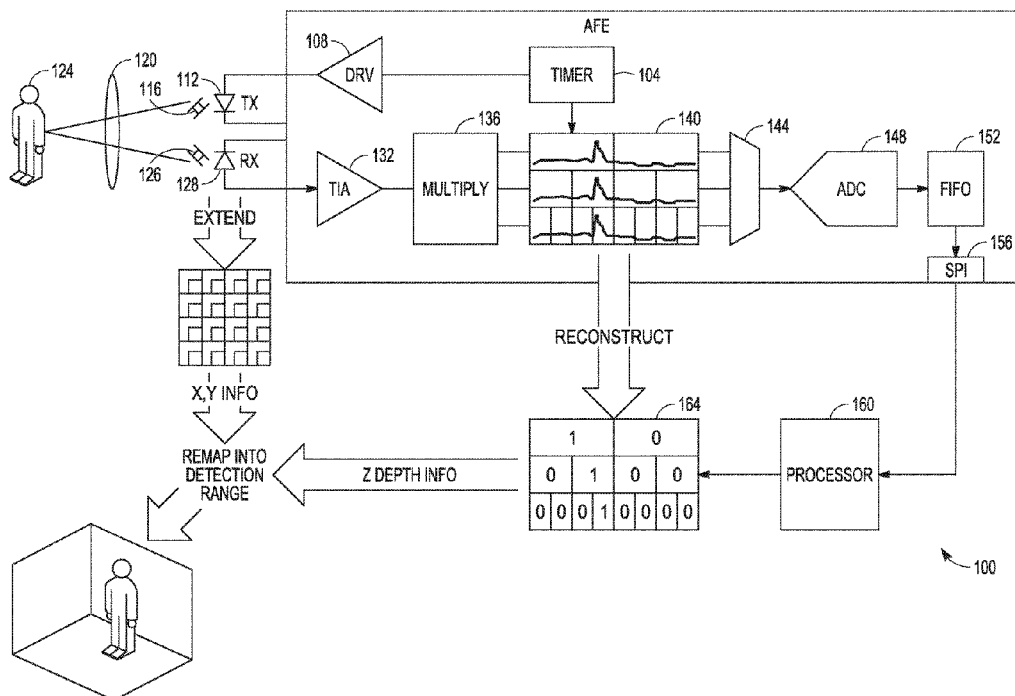 AFE
124
120
112
116
TX
108
DRV
TIMER
104
126
128
RX
132
TIA
136
MULTIPLY
140
144
148
ADC
152
FIFO
156
SPI
EXTEND
RECONSTRUCT
X,Y INFO
REMAP INTO
DETECTION
RANGE
Z DEPTH INFO
164
1 0
0 1 0 0
0 0 0 1 0 0 0 0
160
PROCESSOR
100